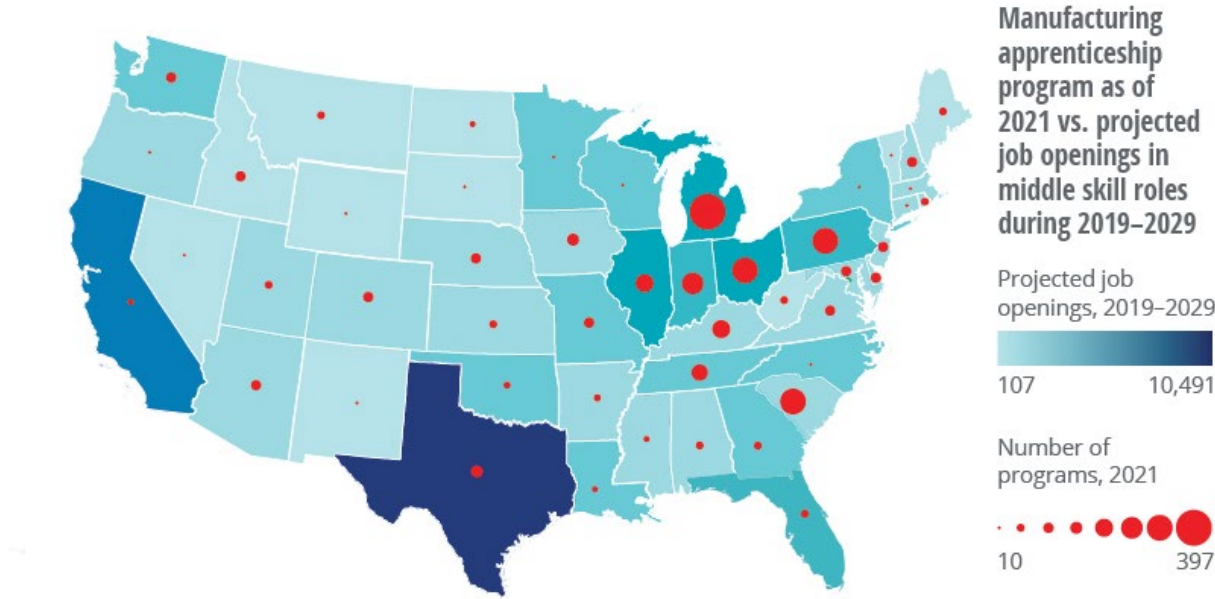 Manufacturing
apprenticeship
program as of
2021 vs. projected
job openings in
middle skill roles
during 2019–2029
Projected job
openings, 2019–2029
107 10,491
Number of
programs, 2021
10 397